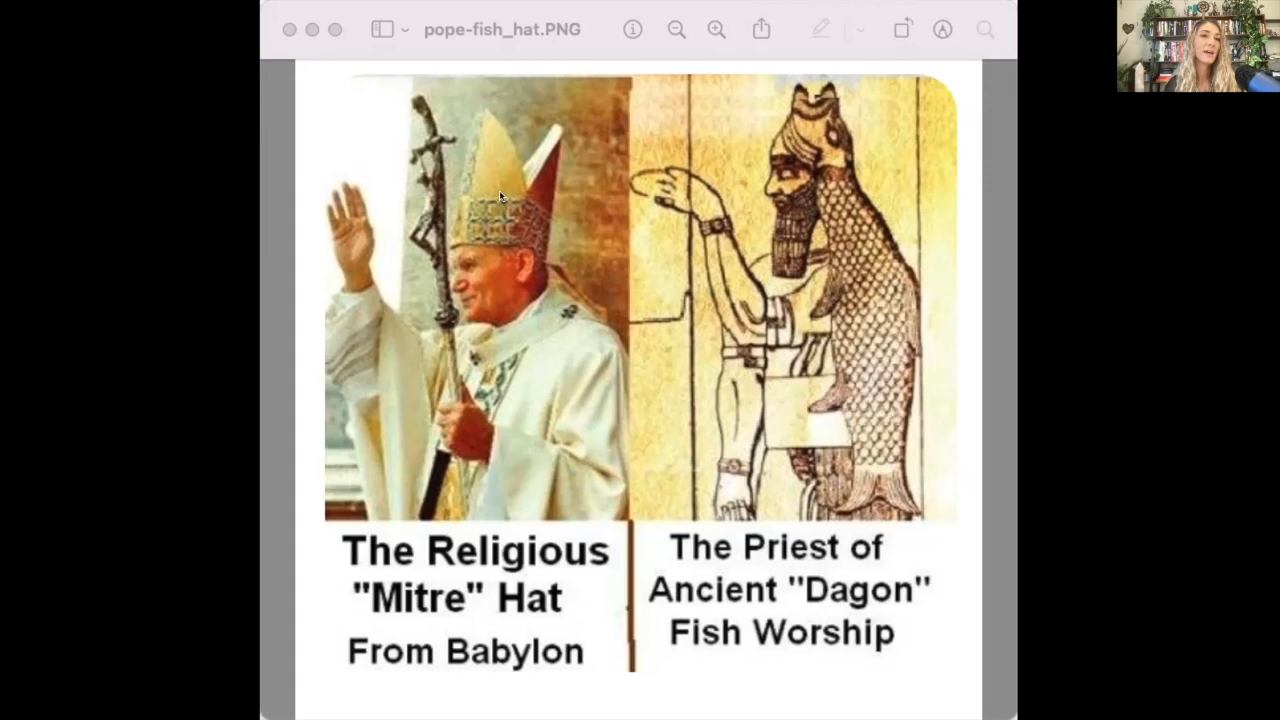 pope-fish_hat.PNG
The Religious
"Mitre" Hat
From Babylon
The Priest of
Ancient "Dagon"
Fish Worship